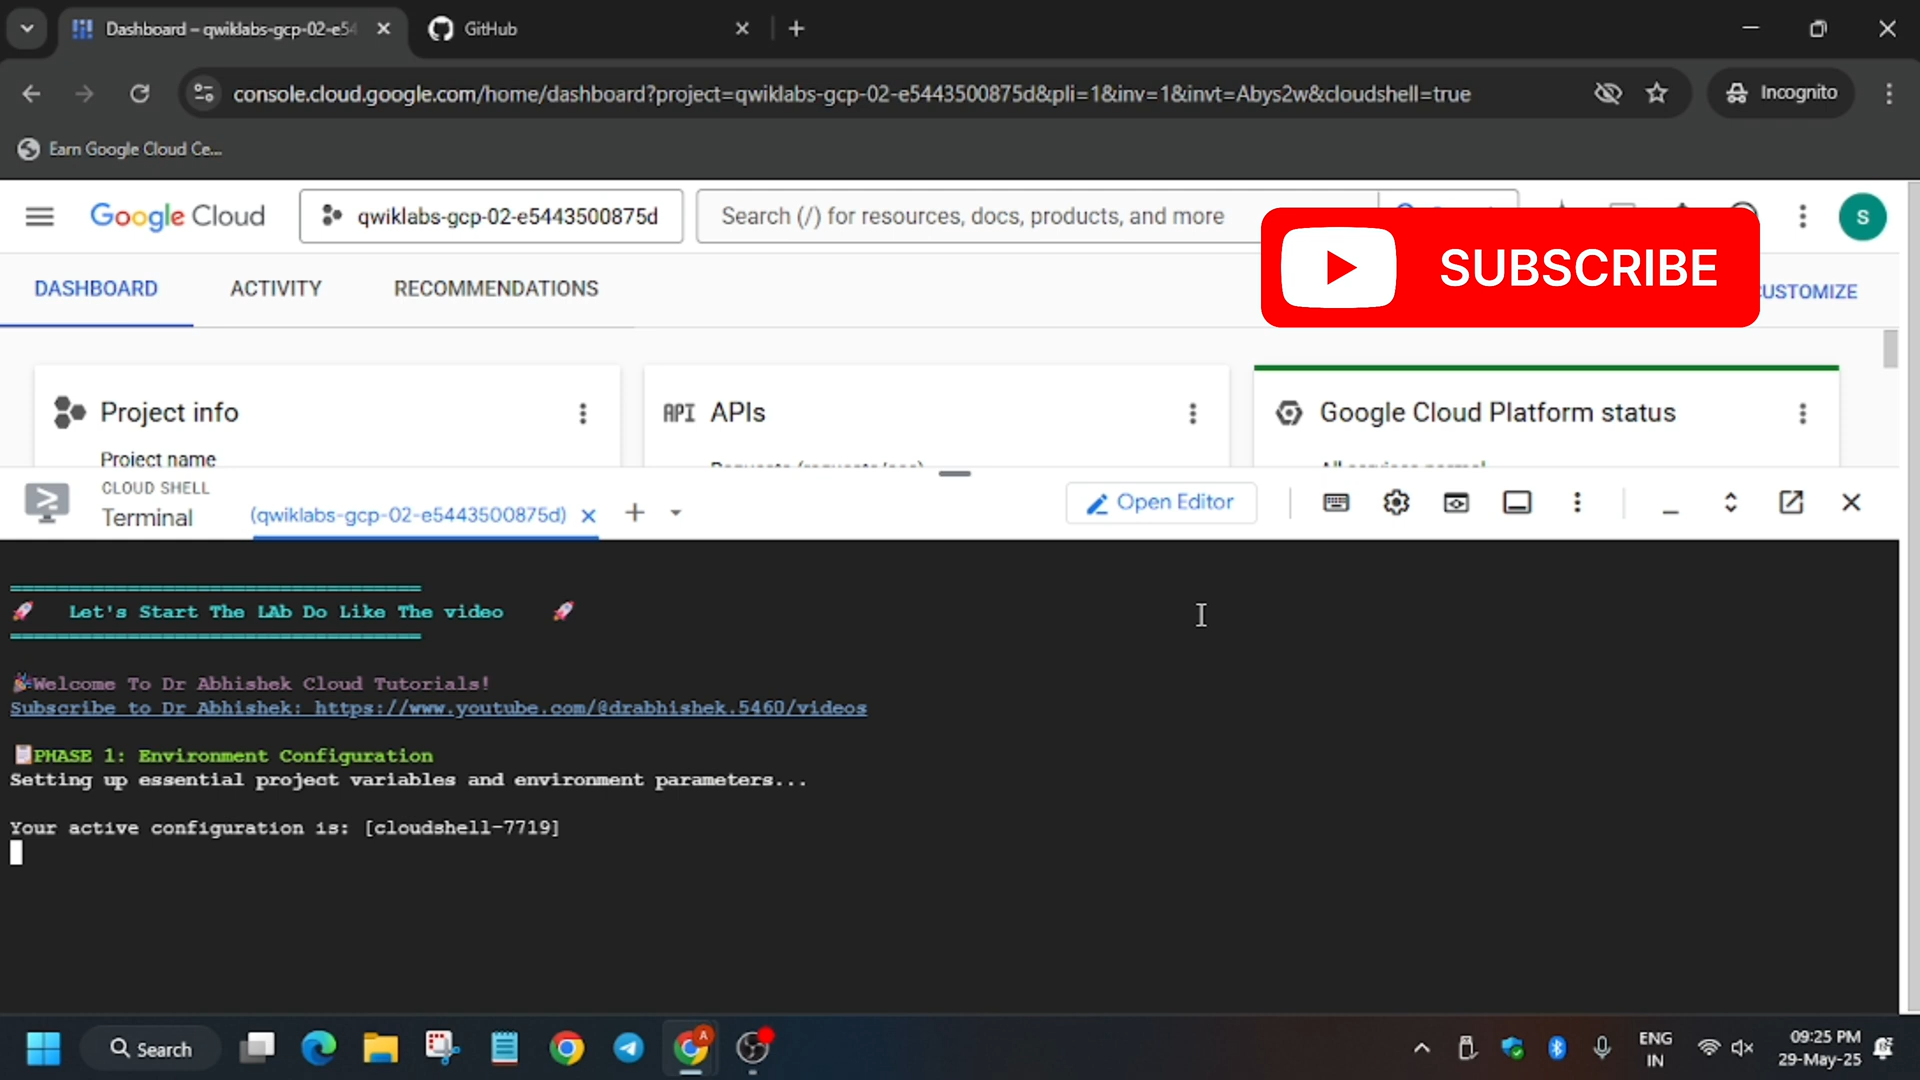 Dashboard – qwiklabs-gcp-02-e54
GitHub
console.cloud.google.com/home/dashboard?project=qwiklabs-gcp-02-e5443500875d&pli=1&inv=1&invt=Abys2w&cloudshell=true
Incognito
Earn Google Cloud Ce...
Google Cloud
qwiklabs-gcp-02-e5443500875d
Search (/) for resources, docs, products, and more
S
SUBSCRIBE
DASHBOARD
ACTIVITY
RECOMMENDATIONS
CUSTOMIZE
Project info
API APIs
Google Cloud Platform status
Project name
CLOUD SHELL
Terminal
(qwiklabs-gcp-02-e5443500875d)
Open Editor
==================================
🚀 Let's Start The LAb Do Like The video 🚀
==================================
🎉Welcome To Dr Abhishek Cloud Tutorials!
Subscribe to Dr Abhishek: https://www.youtube.com/@drabhishek.5460/videos
📋PHASE 1: Environment Configuration
Setting up essential project variables and environment parameters...
Your active configuration is: [cloudshell-7719]
Search
A
ENG
IN
09:25 PM
29-May-25